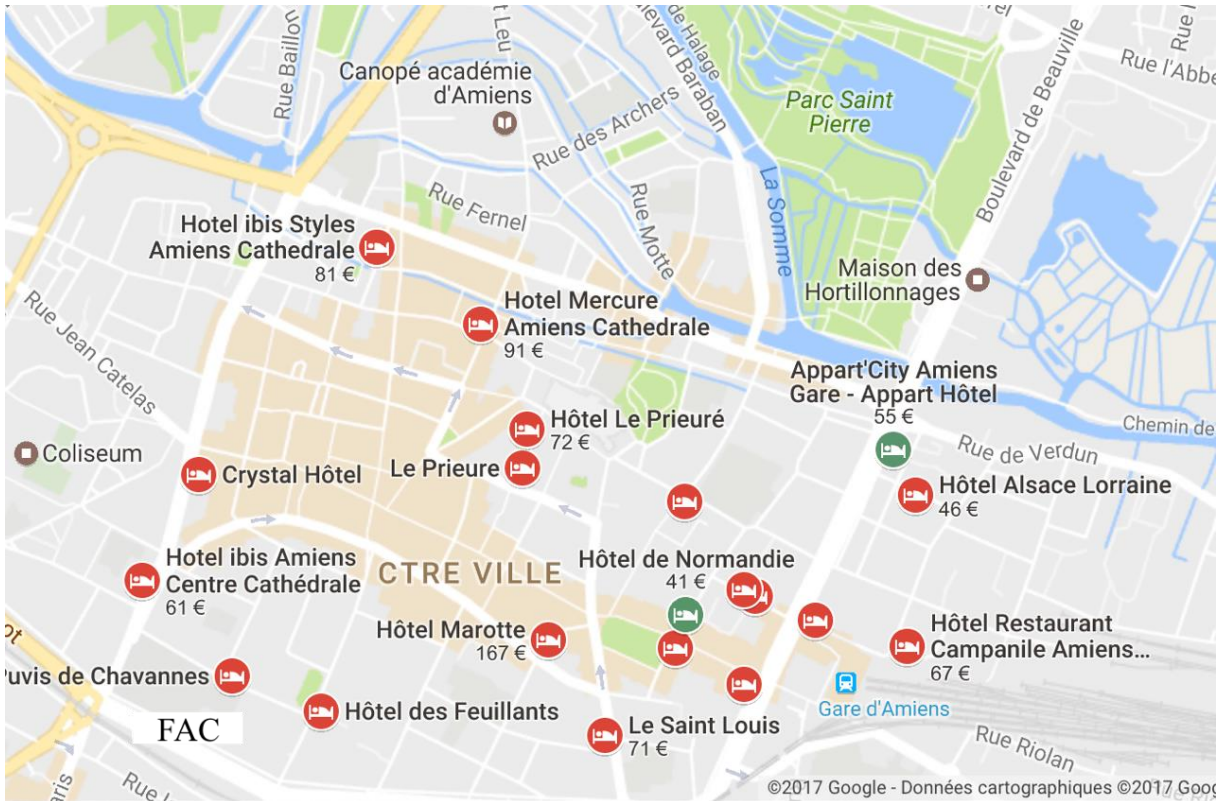 t Leu
de Halage
Boulevard Baraban
Rue Baillon
Canopé académie
d'Amiens
Rue des Archers
Parc Saint
Pierre
Boulevard de Beauville
Rue l'Abbe
Rue Fernel
Rue Motte
La Somme
Hotel ibis Styles
Amiens Cathedrale
81 €
Maison des
Hortillonnages
Rue Jean Catelas
Hotel Mercure
Amiens Cathedrale
91 €
Appart'City Amiens
Gare - Appart Hôtel
55 €
Chemin de
Hôtel Le Prieuré
72 €
Rue de Verdun
Coliseum
Crystal Hôtel
Le Prieure
Hôtel Alsace Lorraine
46 €
Hotel ibis Amiens
Centre Cathédrale
61 €
CTRE VILLE
Hôtel de Normandie
41 €
Hôtel Marotte
167 €
Hôtel Restaurant
Campanile Amiens...
67 €
uvis de Chavannes
Gare d'Amiens
Hôtel des Feuillants
FAC
Le Saint Louis
71 €
Rue Riolan
©2017 Google - Données cartographiques ©2017 Goog